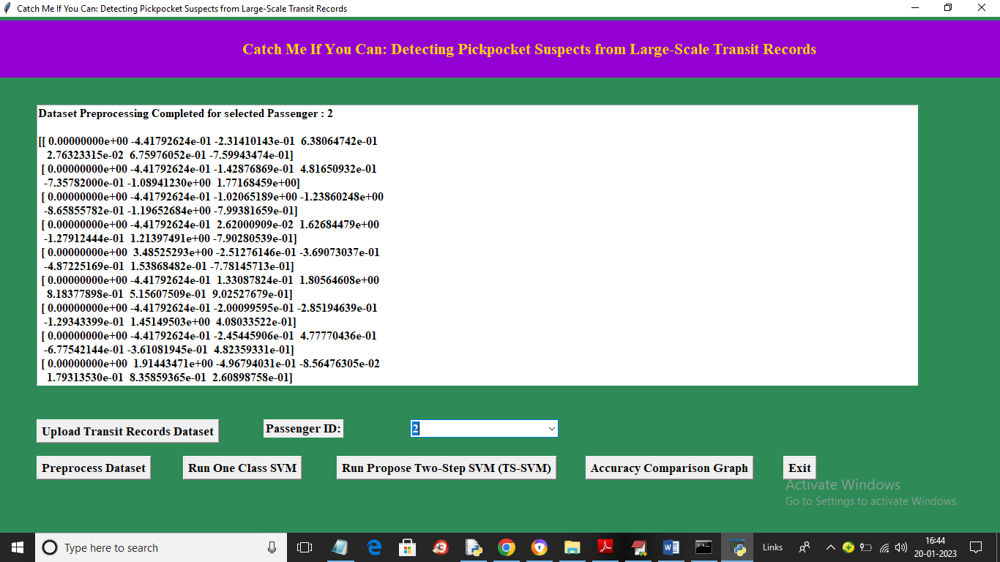 Catch Me If You Can: Detecting Pickpocket Suspects from Large-Scale Transit Records
Catch Me If You Can: Detecting Pickpocket Suspects from Large-Scale Transit Records
Dataset Preprocessing Completed for selected Passenger : 2
[[ 0.00000000e+00 -4.41792624e-01 -2.31410143e-01  6.38064742e-01
2.76323315e-02  6.75976052e-01 -7.59943474e-01]
[ 0.00000000e+00 -4.41792624e-01 -1.42876869e-01  4.81650932e-01
-7.35782000e-01 -1.08941230e+00  1.77168459e+00]
[ 0.00000000e+00 -4.41792624e-01 -1.02065189e+00 -1.23860248e+00
-8.65855782e-01 -1.19652684e+00 -7.99381659e-01]
[ 0.00000000e+00 -4.41792624e-01  2.62000909e-02  1.62684479e+00
-1.27912444e-01  1.21397491e+00 -7.90280539e-01]
[ 0.00000000e+00  3.48525293e+00 -2.51276146e-01 -3.69073037e-01
-4.87225169e-01  1.53868482e-01 -7.78145713e-01]
[ 0.00000000e+00 -4.41792624e-01  1.33087824e-01  1.80564608e+00
8.18377898e-01  5.15607509e-01  9.02527679e-01]
[ 0.00000000e+00 -4.41792624e-01 -2.00099595e-01 -2.85194639e-01
-1.29343399e-01  1.45149503e+00  4.08033522e-01]
[ 0.00000000e+00 -4.41792624e-01 -2.45445906e-01  4.77770436e-01
-6.77542144e-01 -3.61081945e-01  4.82359331e-01]
[ 0.00000000e+00  1.91443471e+00 -4.96794031e-01 -8.56476305e-02
1.79313530e-01  8.35859365e-01  2.60898758e-01]
Upload Transit Records Dataset
Passenger ID:
2
Preprocess Dataset
Run One Class SVM
Run Propose Two-Step SVM (TS-SVM)
Accuracy Comparison Graph
Exit
Activate Windows
Go to Settings to activate Windows.
Type here to search
Links
16:44
20-01-2023